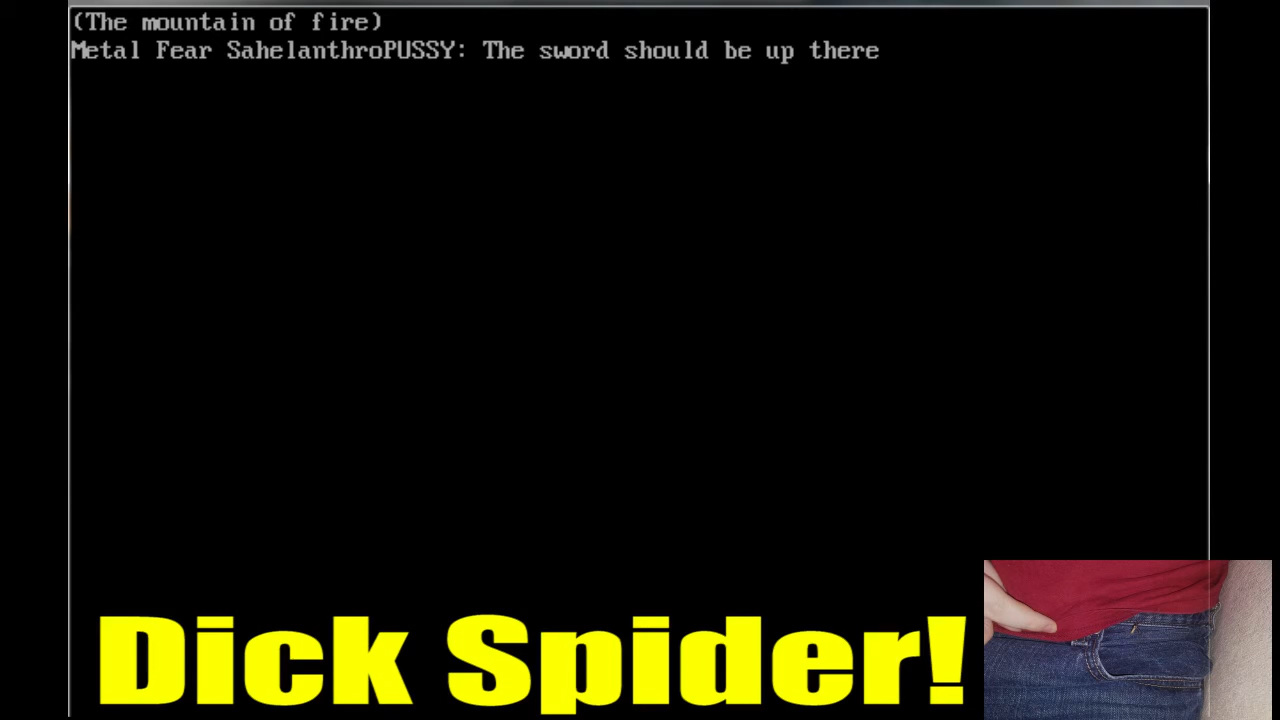 (The mountain of fire)
Metal Fear SahelanthroPUSSY: The sword should be up there
Dick Spider!